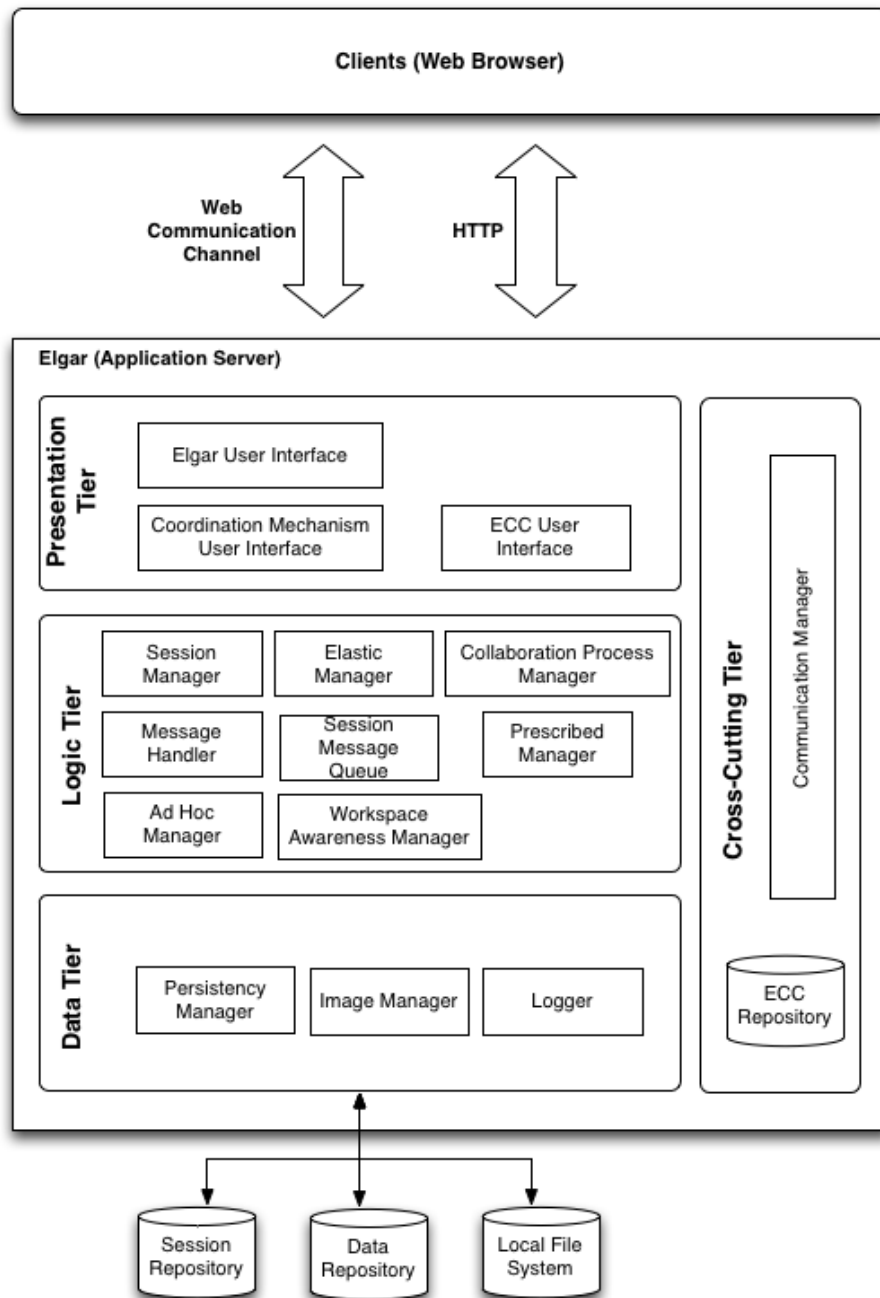 Clients (Web Browser)
Web
Communication
Channel
HTTP
Elgar (Application Server)
Presentation
Tier
Elgar User Interface
Coordination Mechanism
User Interface
ECC User
Interface
Logic Tier
Session
Manager
Elastic
Manager
Collaboration Process
Manager
Message
Handler
Session
Message
Queue
Prescribed
Manager
Ad Hoc
Manager
Workspace
Awareness Manager
Data Tier
Persistency
Manager
Image Manager
Logger
Cross-Cutting Tier
Communication Manager
ECC
Repository
Session
Repository
Data
Repository
Local File
System